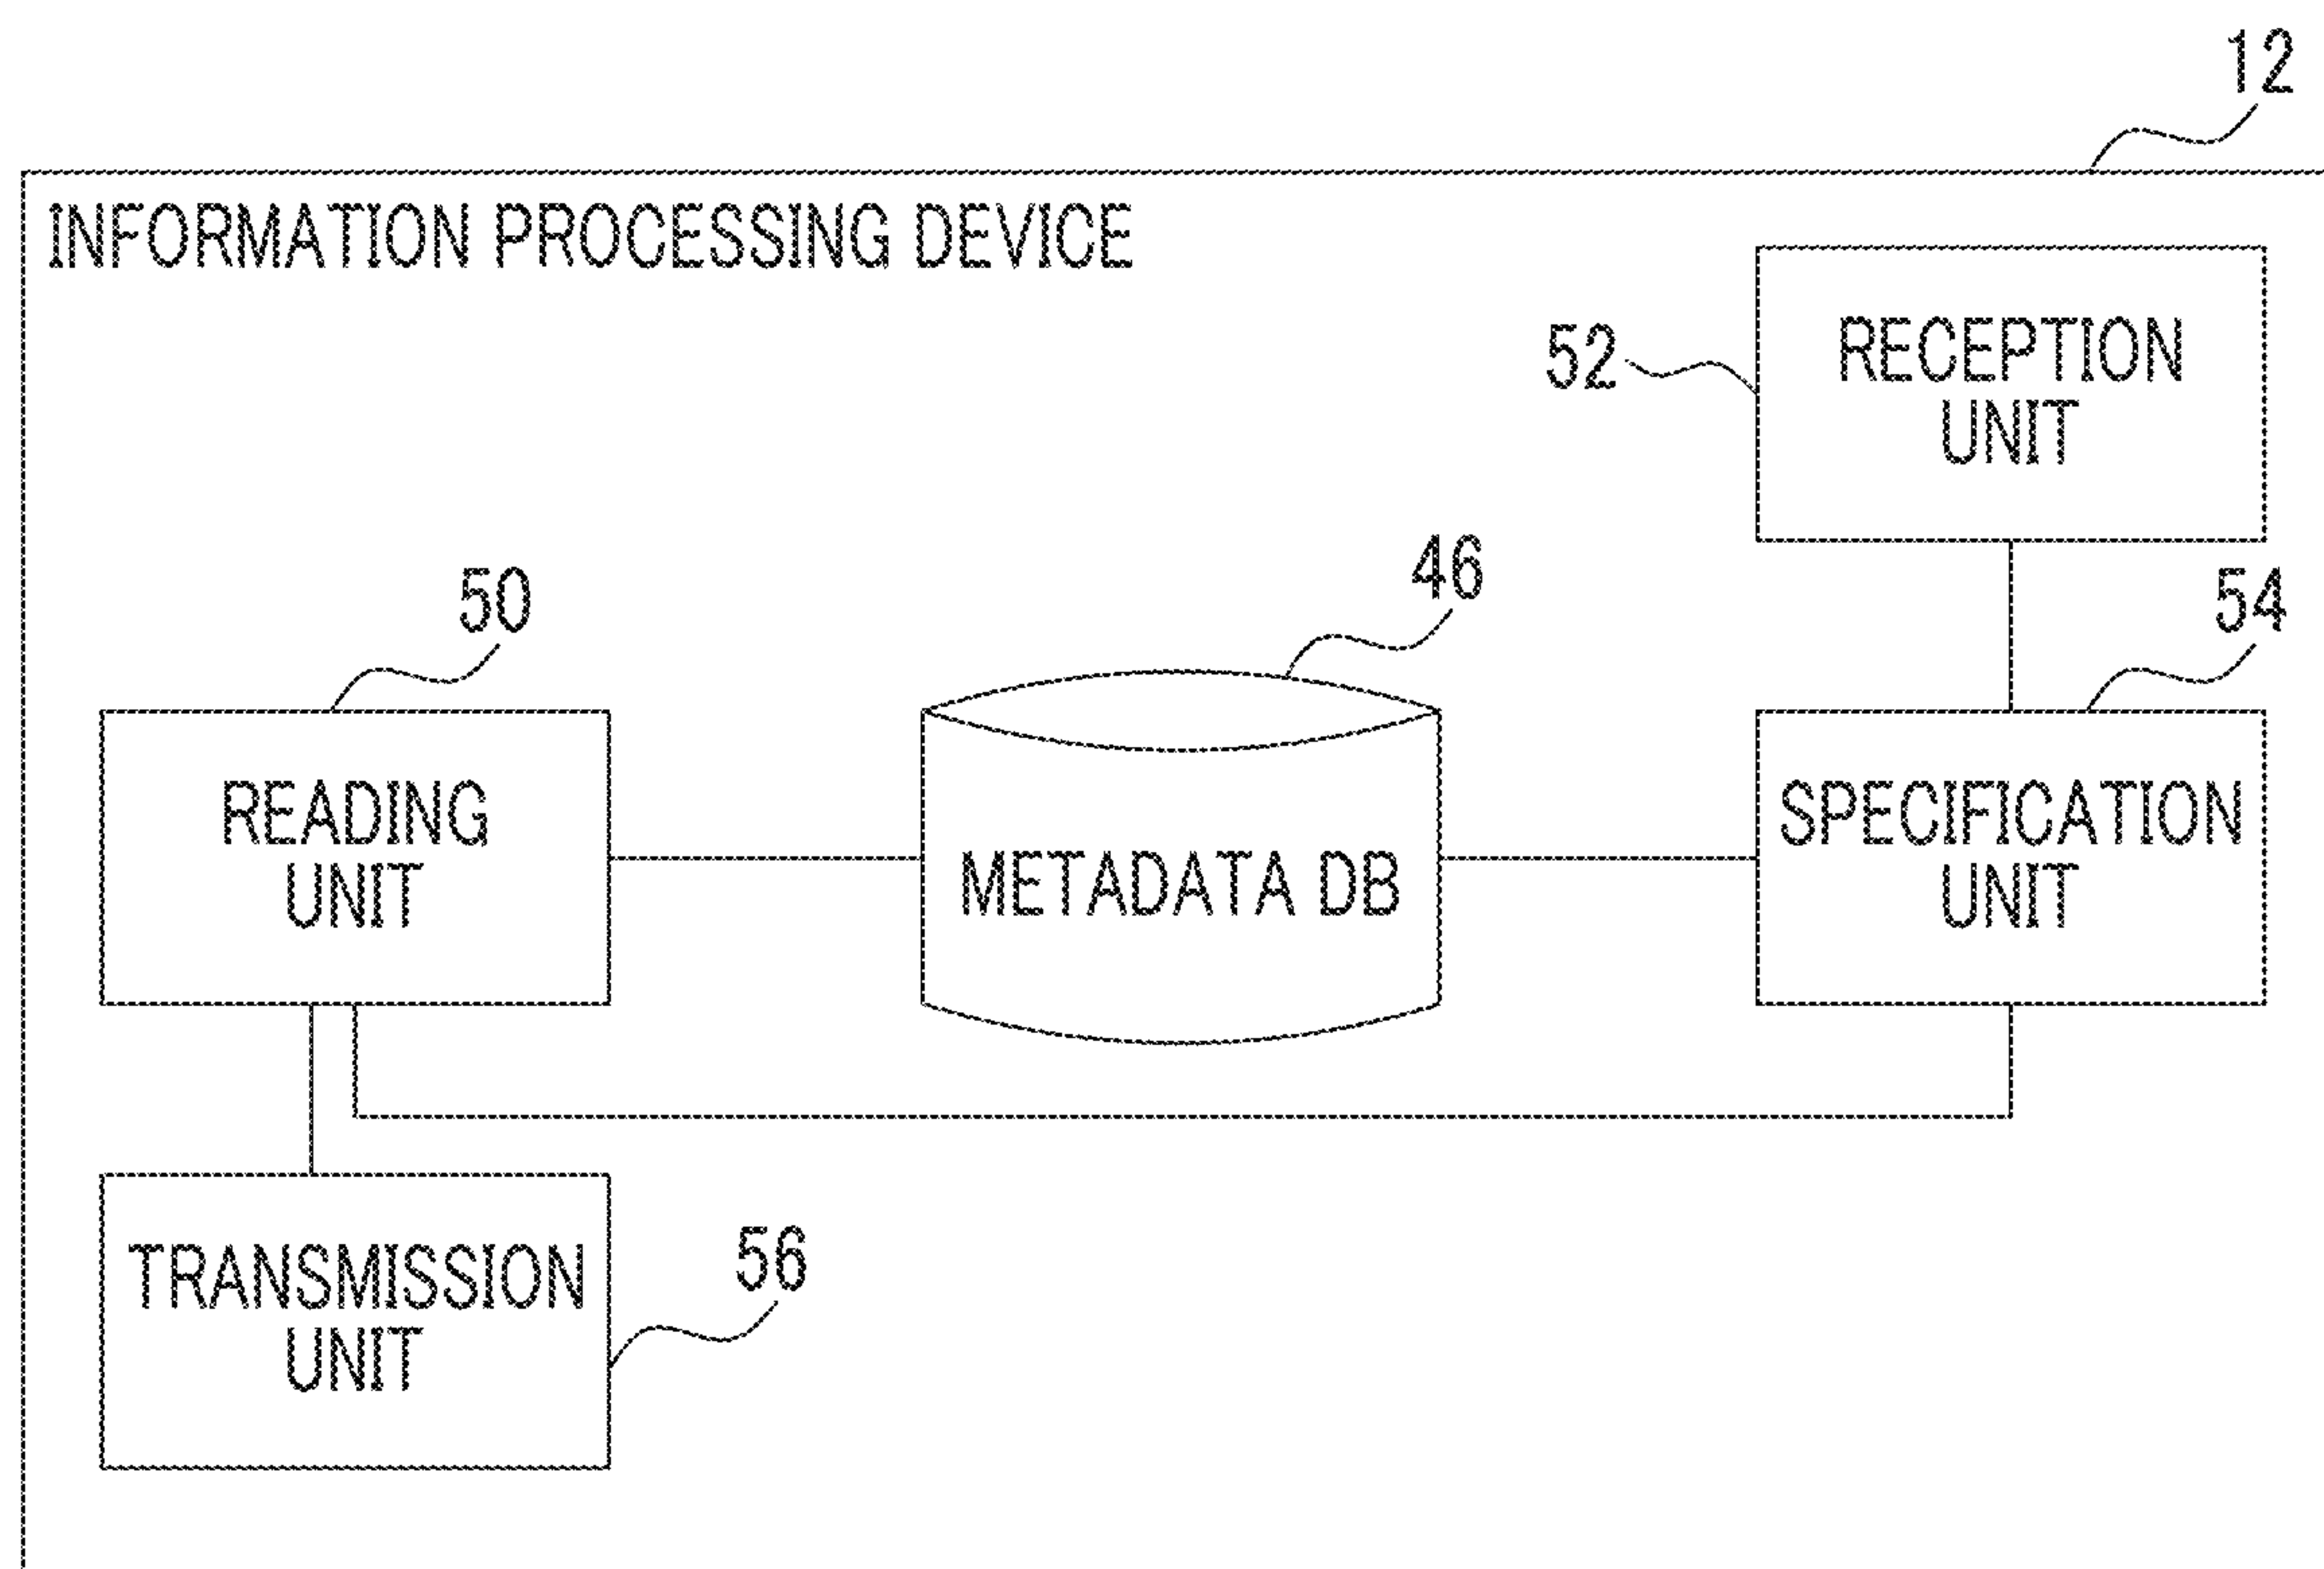 12
INFORMATION PROCESSING DEVICE
52
RECEPTION
UNIT
50
46
54
READING
UNIT
METADATA DB
SPECIFICATION
UNIT
TRANSMISSION
UNIT
56